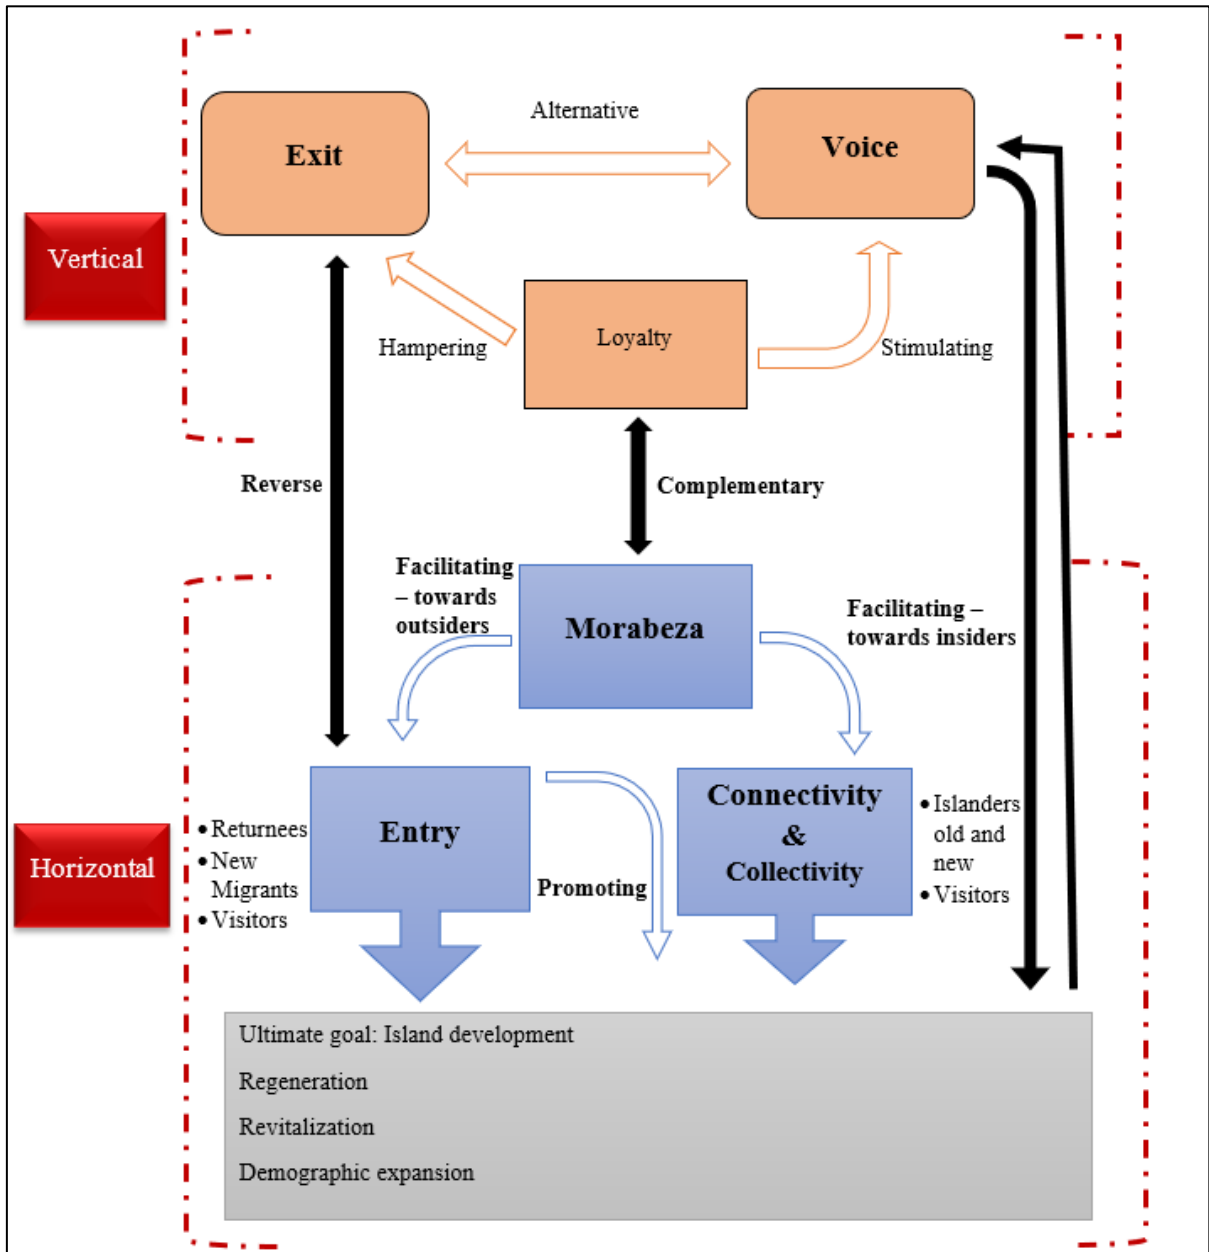 Alternative
Exit
Voice
Vertical
Loyalty
Hampering
Stimulating
Reverse
Complementary
Facilitating
– towards
outsiders
Morabeza
Facilitating –
towards insiders
Horizontal
• Returnees
• New
Migrants
• Visitors
Entry
Promoting
Connectivity
&
Collectivity
• Islanders
old and
new
• Visitors
Ultimate goal: Island development
Regeneration
Revitalization
Demographic expansion